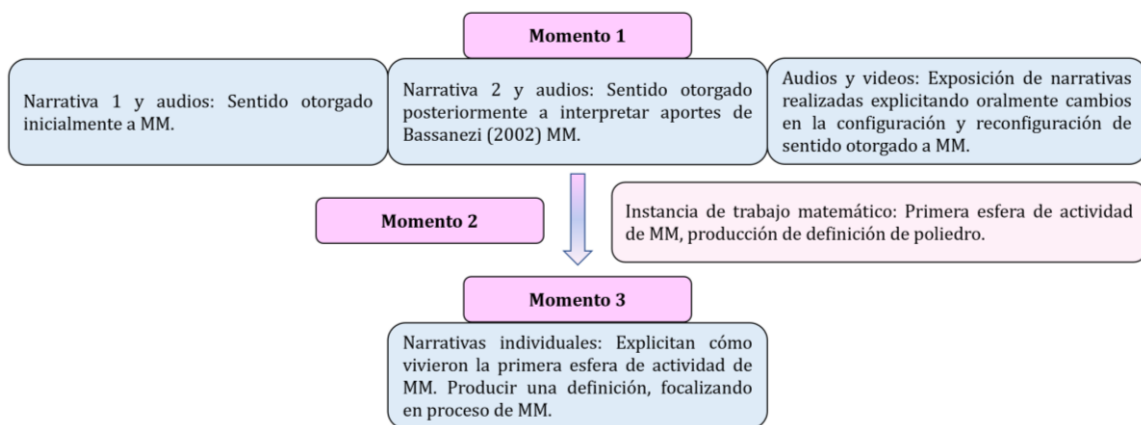 Momento 1
Narrativa 1 y audios: Sentido otorgado
inicialmente a MM.
Narrativa 2 y audios: Sentido otorgado
posteriormente a interpretar aportes de
Bassanezi (2002) MM.
Audios y videos: Exposición de narrativas
realizadas explicitando oralmente cambios
en la configuración y reconfiguración de
sentido otorgado a MM.
Momento 2
Instancia de trabajo matemático: Primera esfera de actividad
de MM, producción de definición de poliedro.
Momento 3
Narrativas individuales: Explicitan cómo
vivieron la primera esfera de actividad de
MM. Producir una definición, focalizando
en proceso de MM.